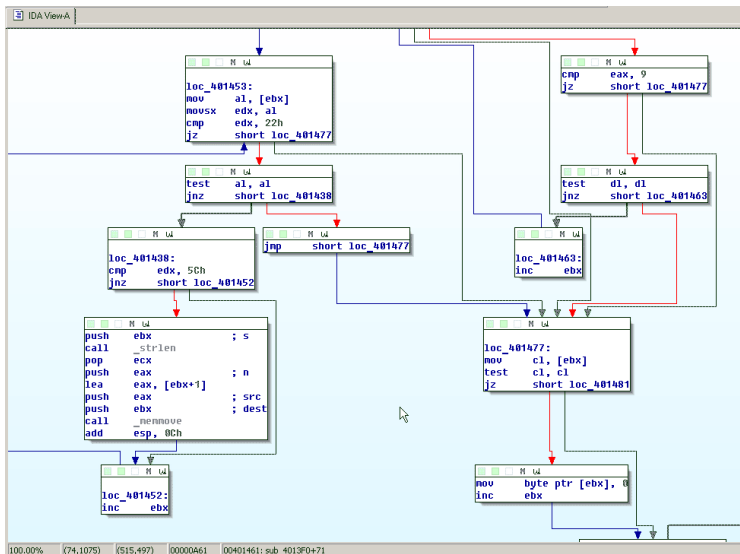 IDA View-A
loc_401453:
mov al, [ebx]
movsx edx, al
cmp edx, 22h
jz short loc_401477
cmp eax, 9
jz short loc_401477
test al, al
jnz short loc_401438
test dl, dl
jnz short loc_401463
loc_401438:
cmp edx, 5Ch
jnz short loc_401452
jmp short loc_401477
loc_401463:
inc ebx
push ebx ; s
call _strlen
pop ecx
push eax ; n
lea eax, [ebx+1]
push eax ; src
push ebx ; dest
call _memmove
add esp, 0Ch
loc_401477:
mov cl, [ebx]
test cl, cl
jz short loc_401481
loc_401452:
inc ebx
mov byte ptr [ebx], 0
inc ebx
100.00% (74,1075) (515,497) 00000A61 00401461: sub_4013F0+71